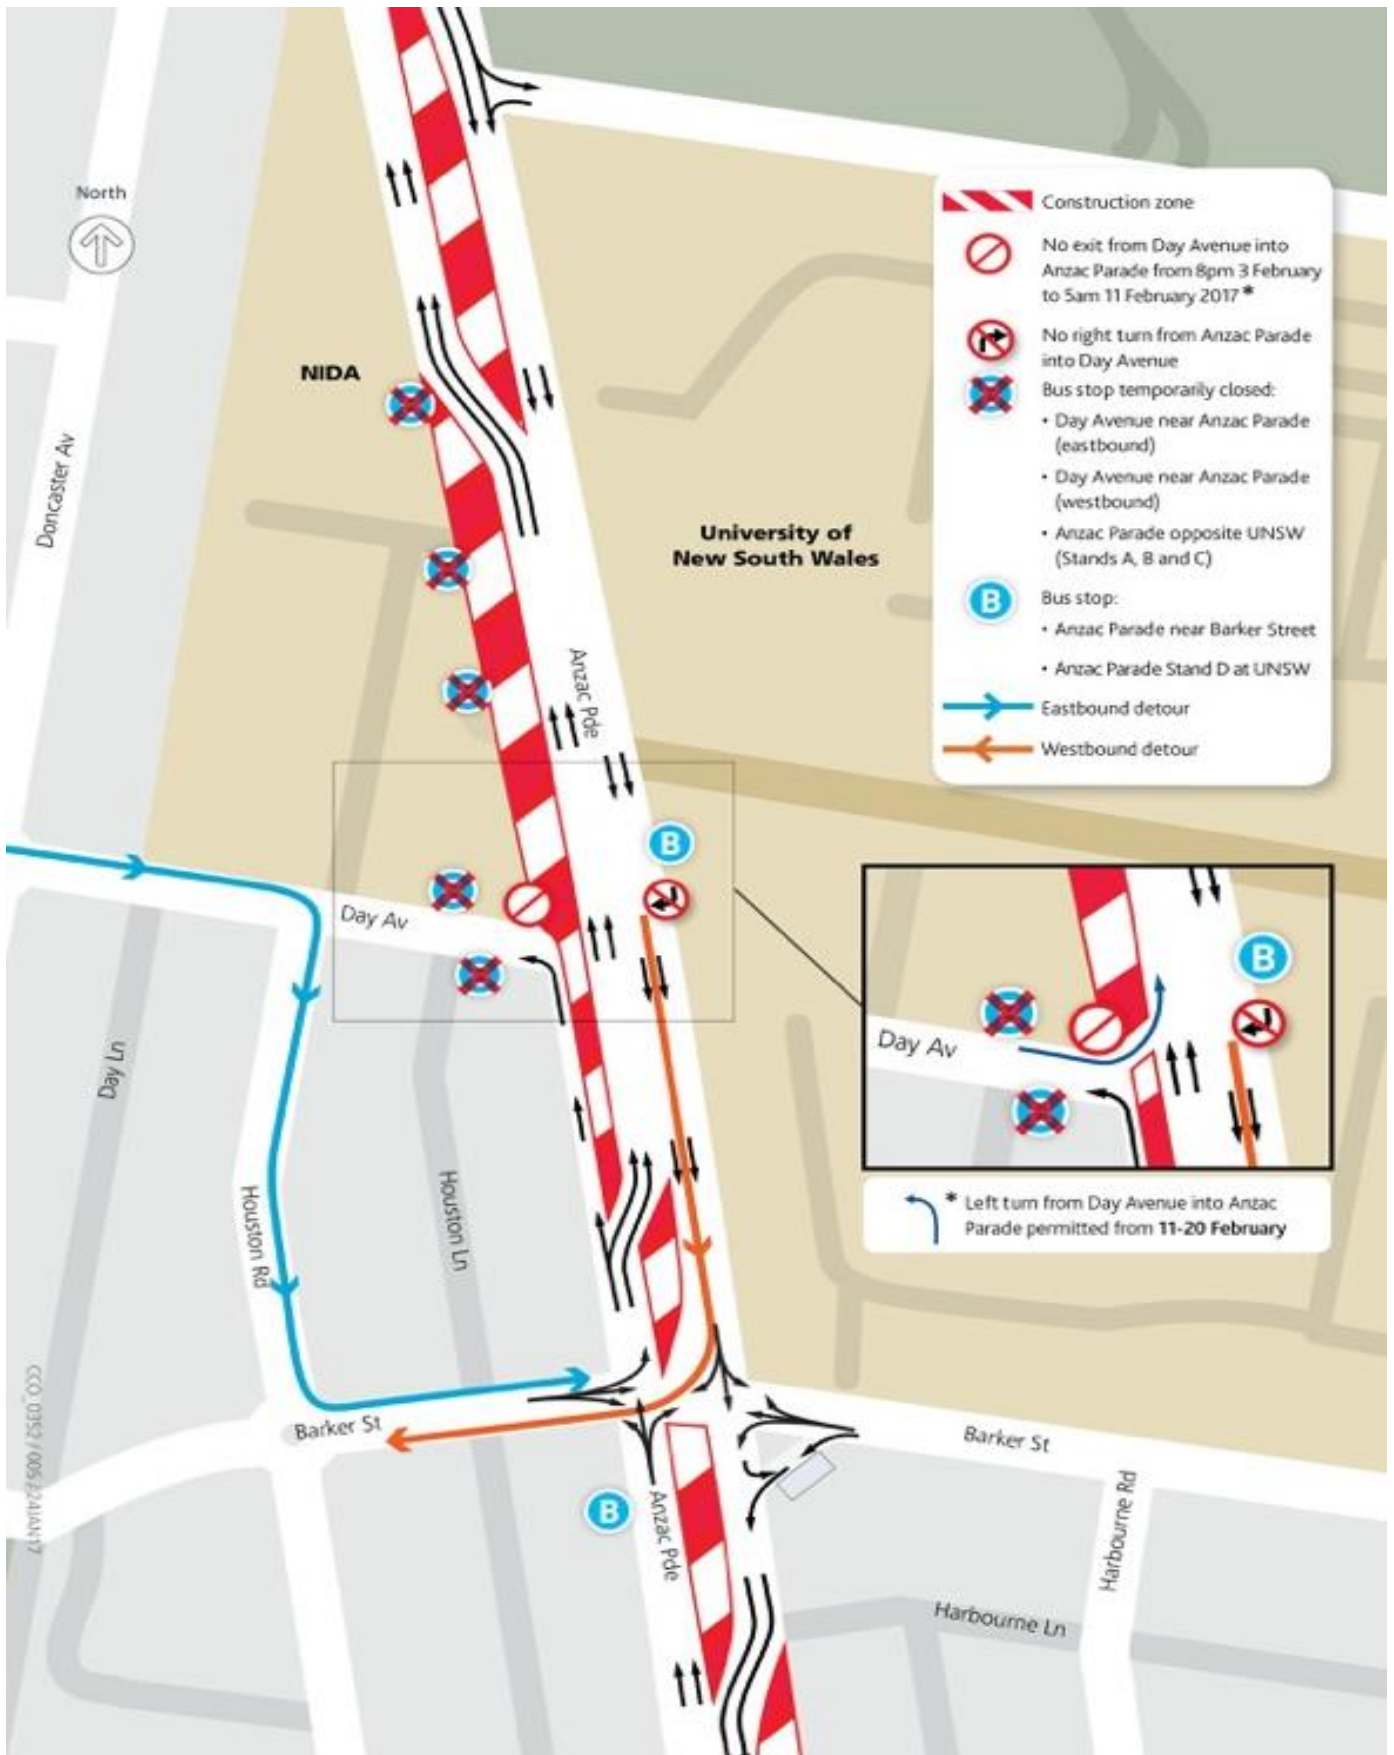 North
NIDA
Doncaster Av
University of
New South Wales
Anzac Pde
Construction zone
No exit from Day Avenue into
Anzac Parade from 8pm 3 February
to 5am 11 February 2017 *
No right turn from Anzac Parade
into Day Avenue
Bus stop temporarily closed:
• Day Avenue near Anzac Parade
(eastbound)
• Day Avenue near Anzac Parade
(westbound)
• Anzac Parade opposite UNSW
(Stands A, B and C)
B
Bus stop:
• Anzac Parade near Barker Street
• Anzac Parade Stand D at UNSW
Eastbound detour
Westbound detour
B
Day Av
Day Ln
Houston Rd
Houston Ln
B
Day Av
* Left turn from Day Avenue into Anzac
Parade permitted from 11-20 February
Barker St
Barker St
B
Anzac Pde
Harbourne Rd
Harbourne Ln